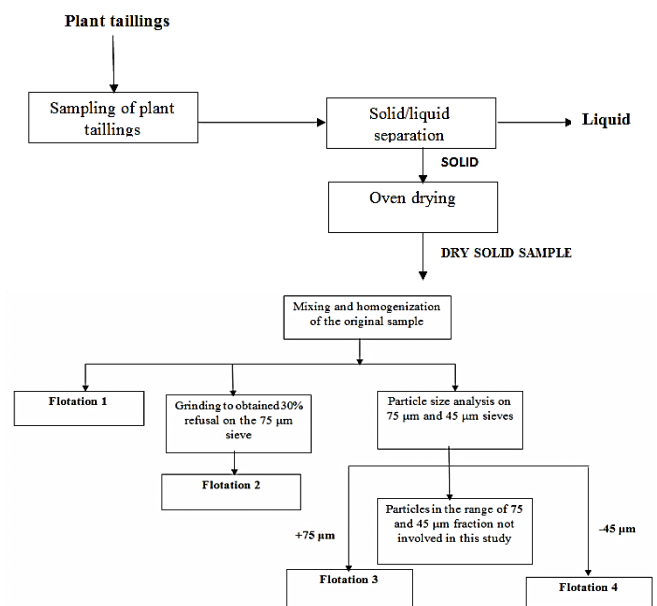 Plant taillings
Sampling of plant
taillings
Solid/liquid
separation
Liquid
SOLID
Oven drying
DRY SOLID SAMPLE
Mixing and homogenization
of the original sample
Flotation 1
Grinding to obtained 30%
refusal on the 75 µm
sieve
Particle size analysis on
75 µm and 45 µm sieves
Flotation 2
Particles in the range of 75
and 45 µm fraction not
involved in this study
+75 µm
-45 µm
Flotation 3
Flotation 4